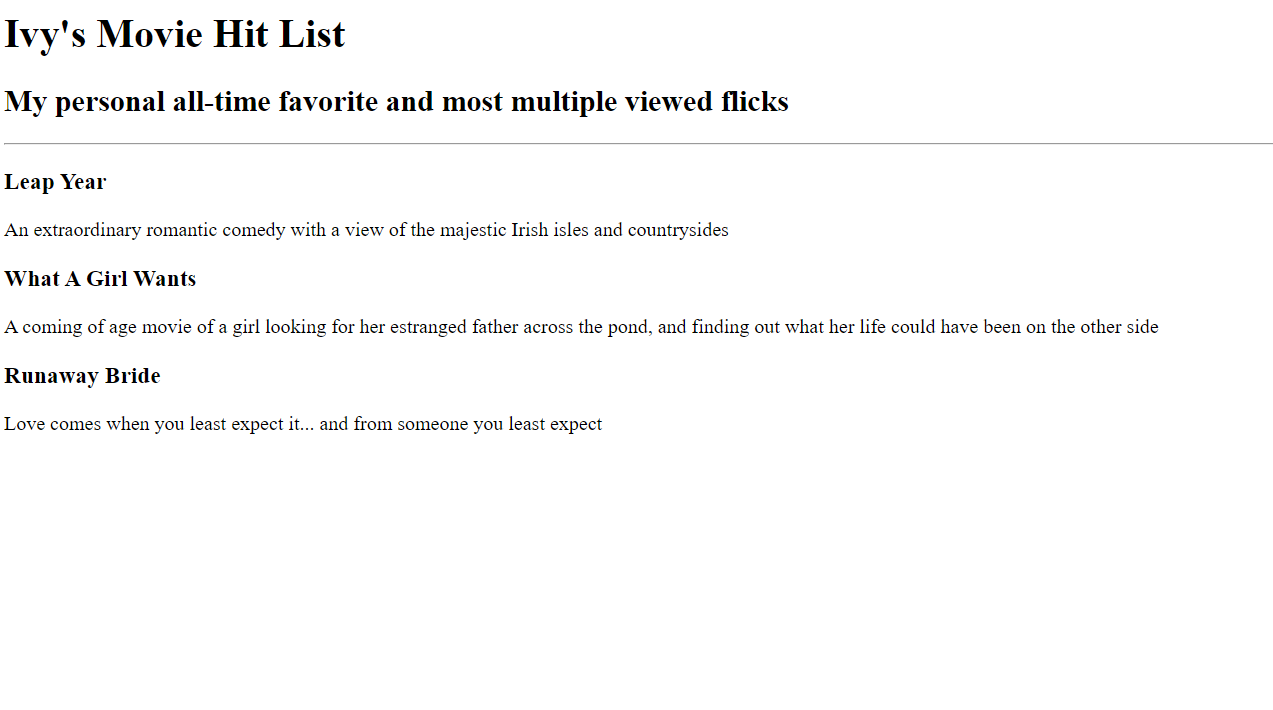 Ivy's Movie Hit List
My personal all-time favorite and most multiple viewed flicks
Leap Year
An extraordinary romantic comedy with a view of the majestic Irish isles and countrysides
What A Girl Wants
A coming of age movie of a girl looking for her estranged father across the pond, and finding out what her life could have been on the other side
Runaway Bride
Love comes when you least expect it... and from someone you least expect